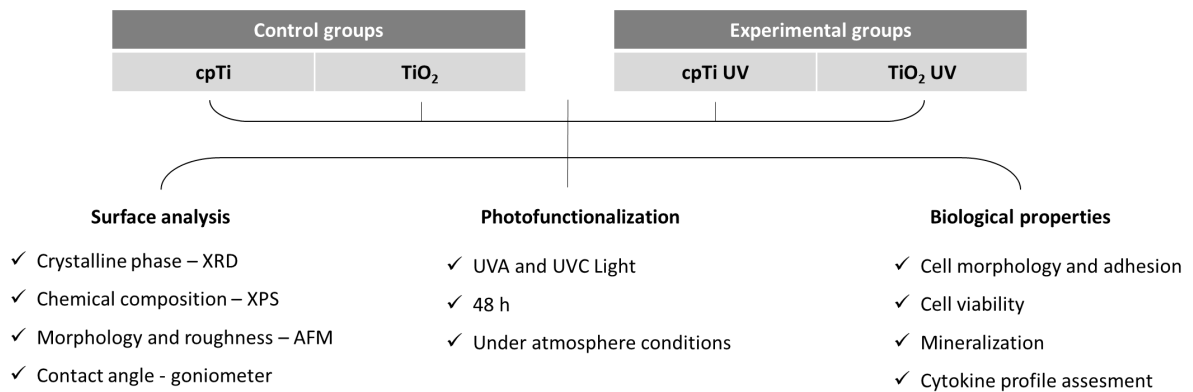 Control groups
Experimental groups
cpTi
TiO₂
cpTi UV
TiO₂ UV
Surface analysis
✓ Crystalline phase – XRD
✓ Chemical composition – XPS
✓ Morphology and roughness – AFM
✓ Contact angle - goniometer
Photofunctionalization
✓ UVA and UVC Light
✓ 48 h
✓ Under atmosphere conditions
Biological properties
✓ Cell morphology and adhesion
✓ Cell viability
✓ Mineralization
✓ Cytokine profile assesment